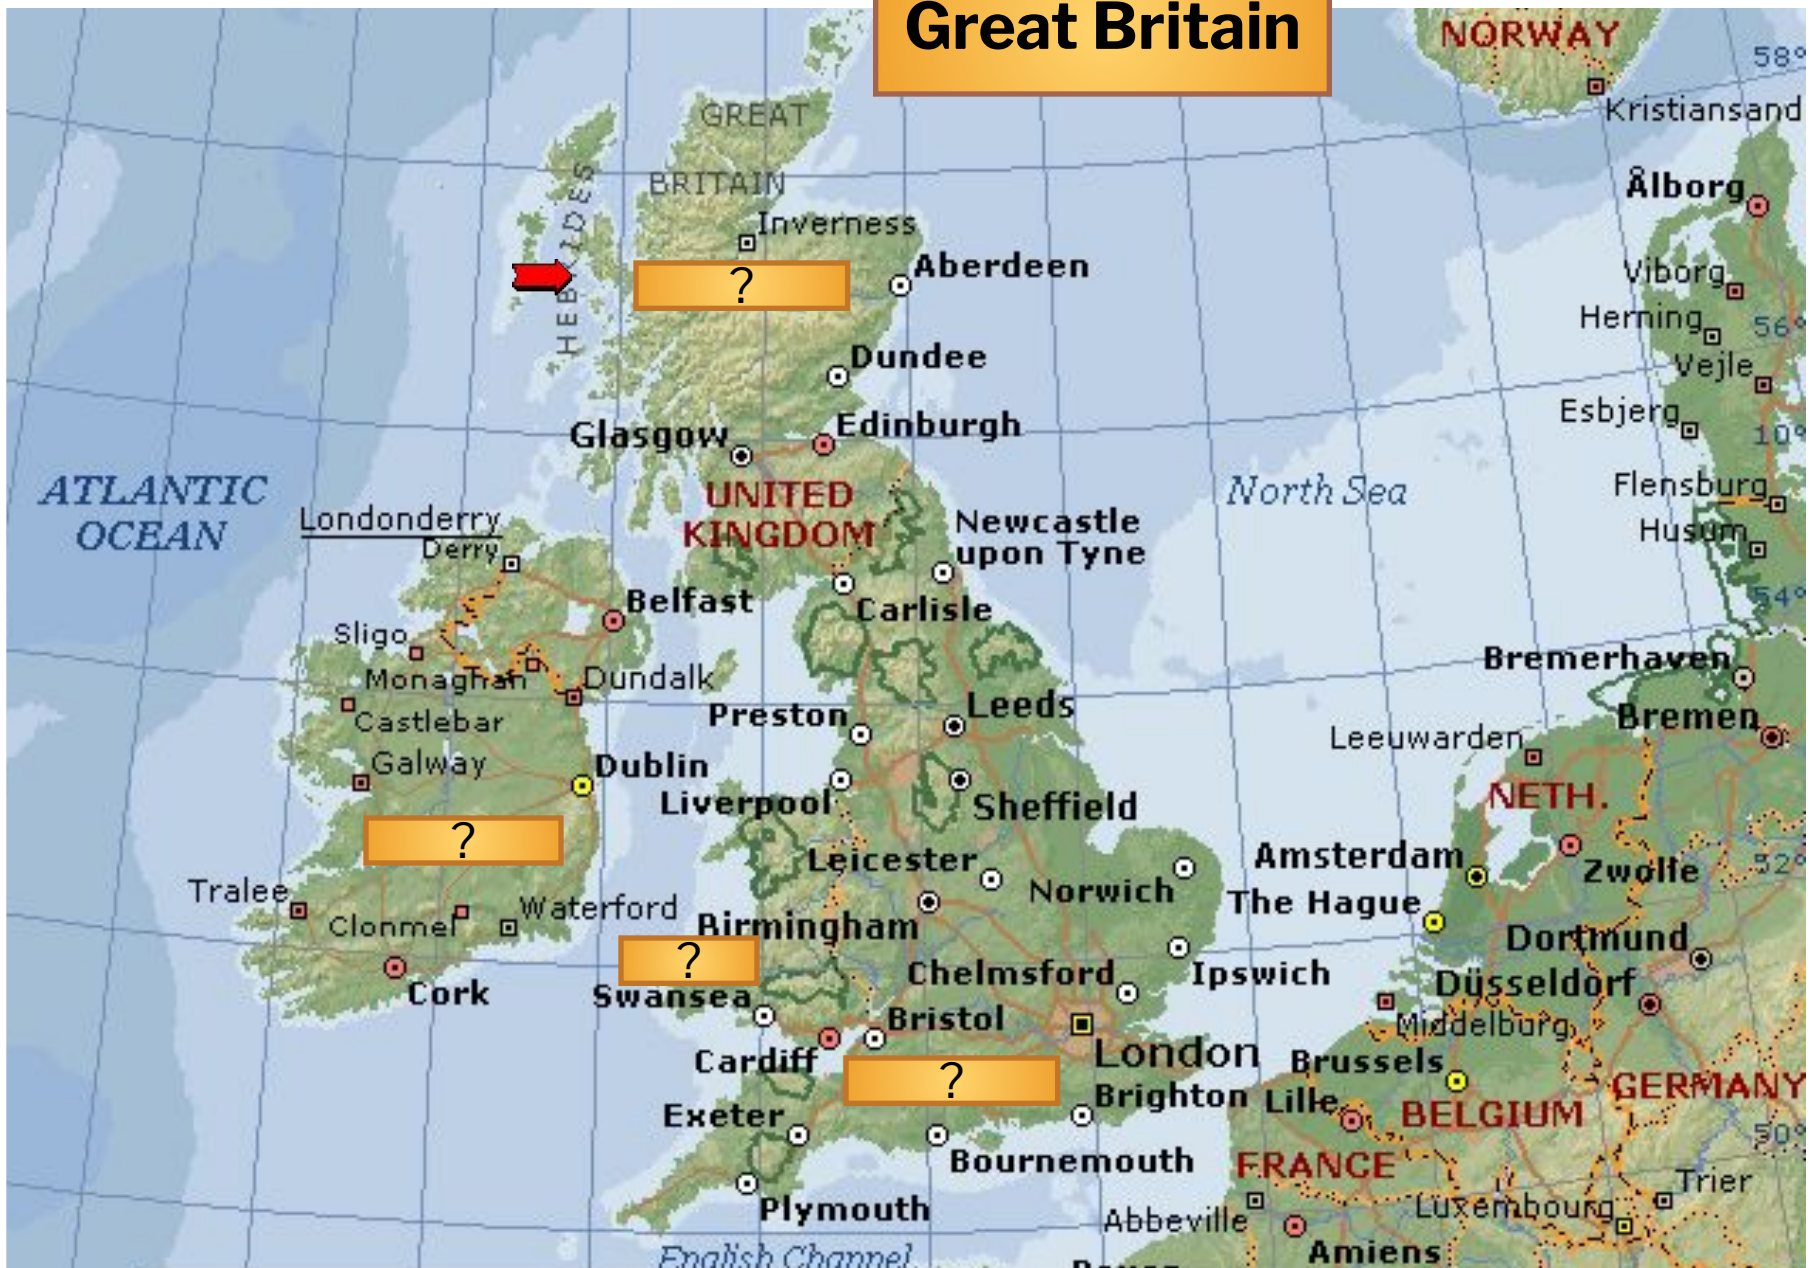 Great Britain
NORWAY
58°
Kristiansand
GREAT
BRITAIN
HEBRIDES
Inverness
Ålborg
?
Aberdeen
Viborg
Herning
56°
Dundee
Vejle
Esbjerg
10°
Glasgow
Edinburgh
ATLANTIC
OCEAN
UNITED
KINGDOM
North Sea
Flensburg
Husum
Londonderry
Derry
Newcastle
upon Tyne
Belfast
Carlisle
54°
Sligo
Monaghan
Dundalk
Bremerhaven
Castlebar
Preston
Leeds
Bremen
Leeuwarden
Galway
Dublin
Liverpool
Sheffield
NETH.
?
Leicester
Norwich
Amsterdam
Zwolle
52°
Tralee
Clonmel
Waterford
Birmingham
The Hague
Dortmund
?
Cork
Swansea
Chelmsford
Ipswich
Düsseldorf
Bristol
Middelburg
Cardiff
London
Brussels
?
GERMANY
Exeter
Brighton
Lille
BELGIUM
50°
Bournemouth
FRANCE
Plymouth
Abbeville
Luxembourg
Trier
English Channel
Amiens